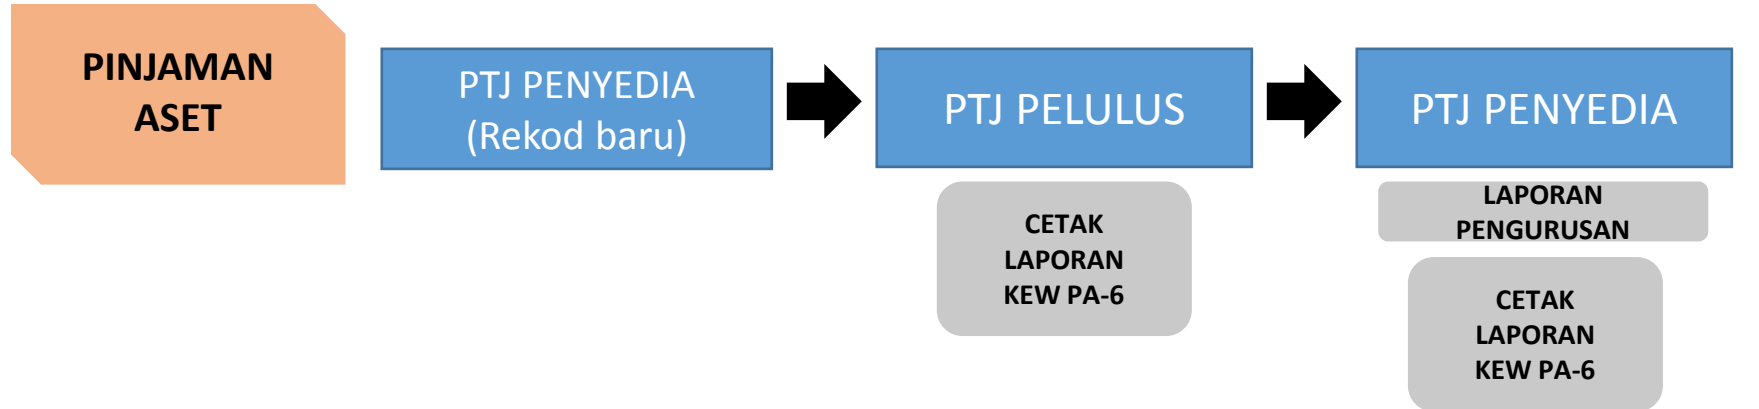 PINJAMAN
ASET
PTJ PENYEDIA
(Rekod baru)
PTJ PELULUS
PTJ PENYEDIA
CETAK
LAPORAN
KEW PA-6
LAPORAN
PENGURUSAN
CETAK
LAPORAN
KEW PA-6